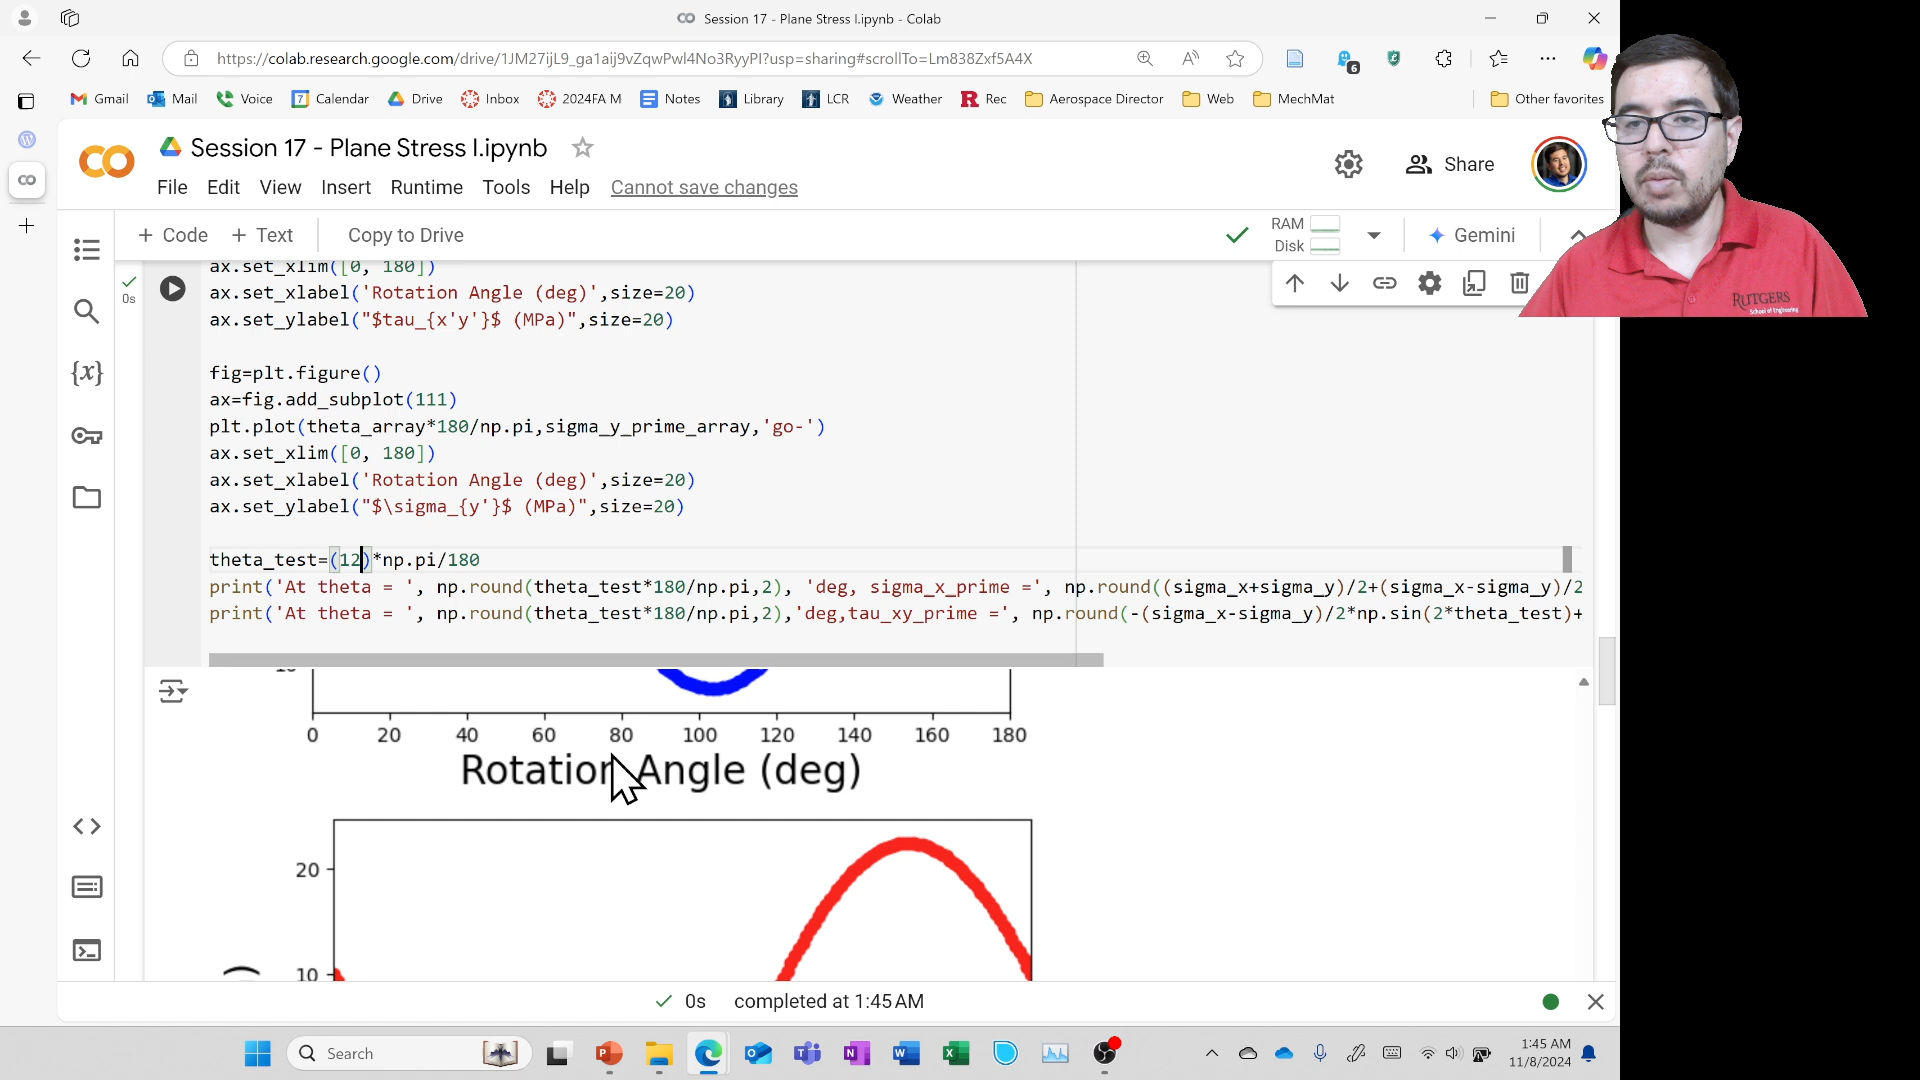 Session 17 - Plane Stress I.ipynb - Colab
https://colab.research.google.com/drive/1JM27ijL9_ga1aij9vZqwPwl4No3RyyPI?usp=sharing#scrollTo=Lm838Zxf5A4X
6
Gmail Mail Voice Calendar Drive Inbox 2024FA M Notes Library LCR Weather Rec Aerospace Director Web MechMat Other favorites
Session 17 - Plane Stress I.ipynb
File Edit View Insert Runtime Tools Help Cannot save changes
Share
+ Code + Text Copy to Drive
RAM
Disk
Gemini
RUTGERS
School of Engineering
0s
ax.set_xlim([0, 180])
ax.set_xlabel('Rotation Angle (deg)',size=20)
ax.set_ylabel("$tau_{x'y'}$ (MPa)",size=20)
fig=plt.figure()
ax=fig.add_subplot(111)
plt.plot(theta_array*180/np.pi,sigma_y_prime_array,'go-')
ax.set_xlim([0, 180])
ax.set_xlabel('Rotation Angle (deg)',size=20)
ax.set_ylabel("$\sigma_{y'}$ (MPa)",size=20)
theta_test=(12)*np.pi/180
print('At theta = ', np.round(theta_test*180/np.pi,2), 'deg, sigma_x_prime =', np.round((sigma_x+sigma_y)/2+(sigma_x-sigma_y)/2
print('At theta = ', np.round(theta_test*180/np.pi,2),'deg,tau_xy_prime =', np.round(-(sigma_x-sigma_y)/2*np.sin(2*theta_test)+
0 20 40 60 80 100 120 140 160 180
Rotation Angle (deg)
20
10
0s completed at 1:45 AM
Search
1:45 AM
11/8/2024